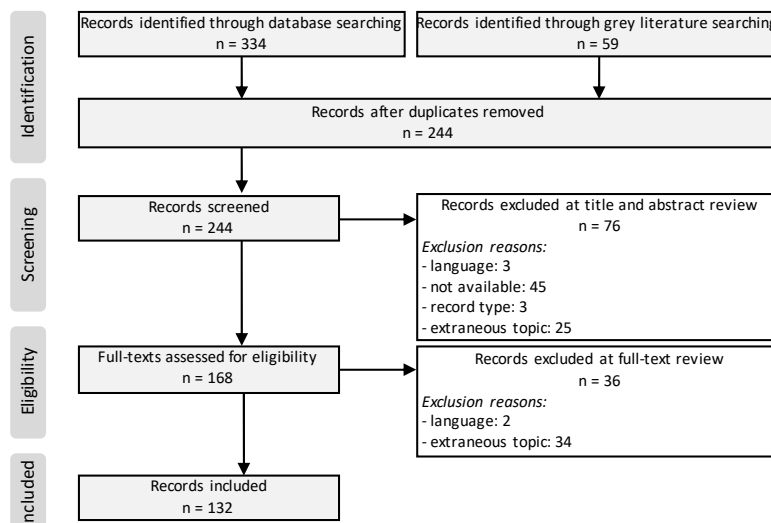 Identification
Records identified through database searching
n = 334
Records identified through grey literature searching
n = 59
Records after duplicates removed
n = 244
Screening
Records screened
n = 244
Records excluded at title and abstract review
n = 76
Exclusion reasons:
- language: 3
- not available: 45
- record type: 3
- extraneous topic: 25
Eligibility
Full-texts assessed for eligibility
n = 168
Records excluded at full-text review
n = 36
Exclusion reasons:
- language: 2
- extraneous topic: 34
Included
Records included
n = 132